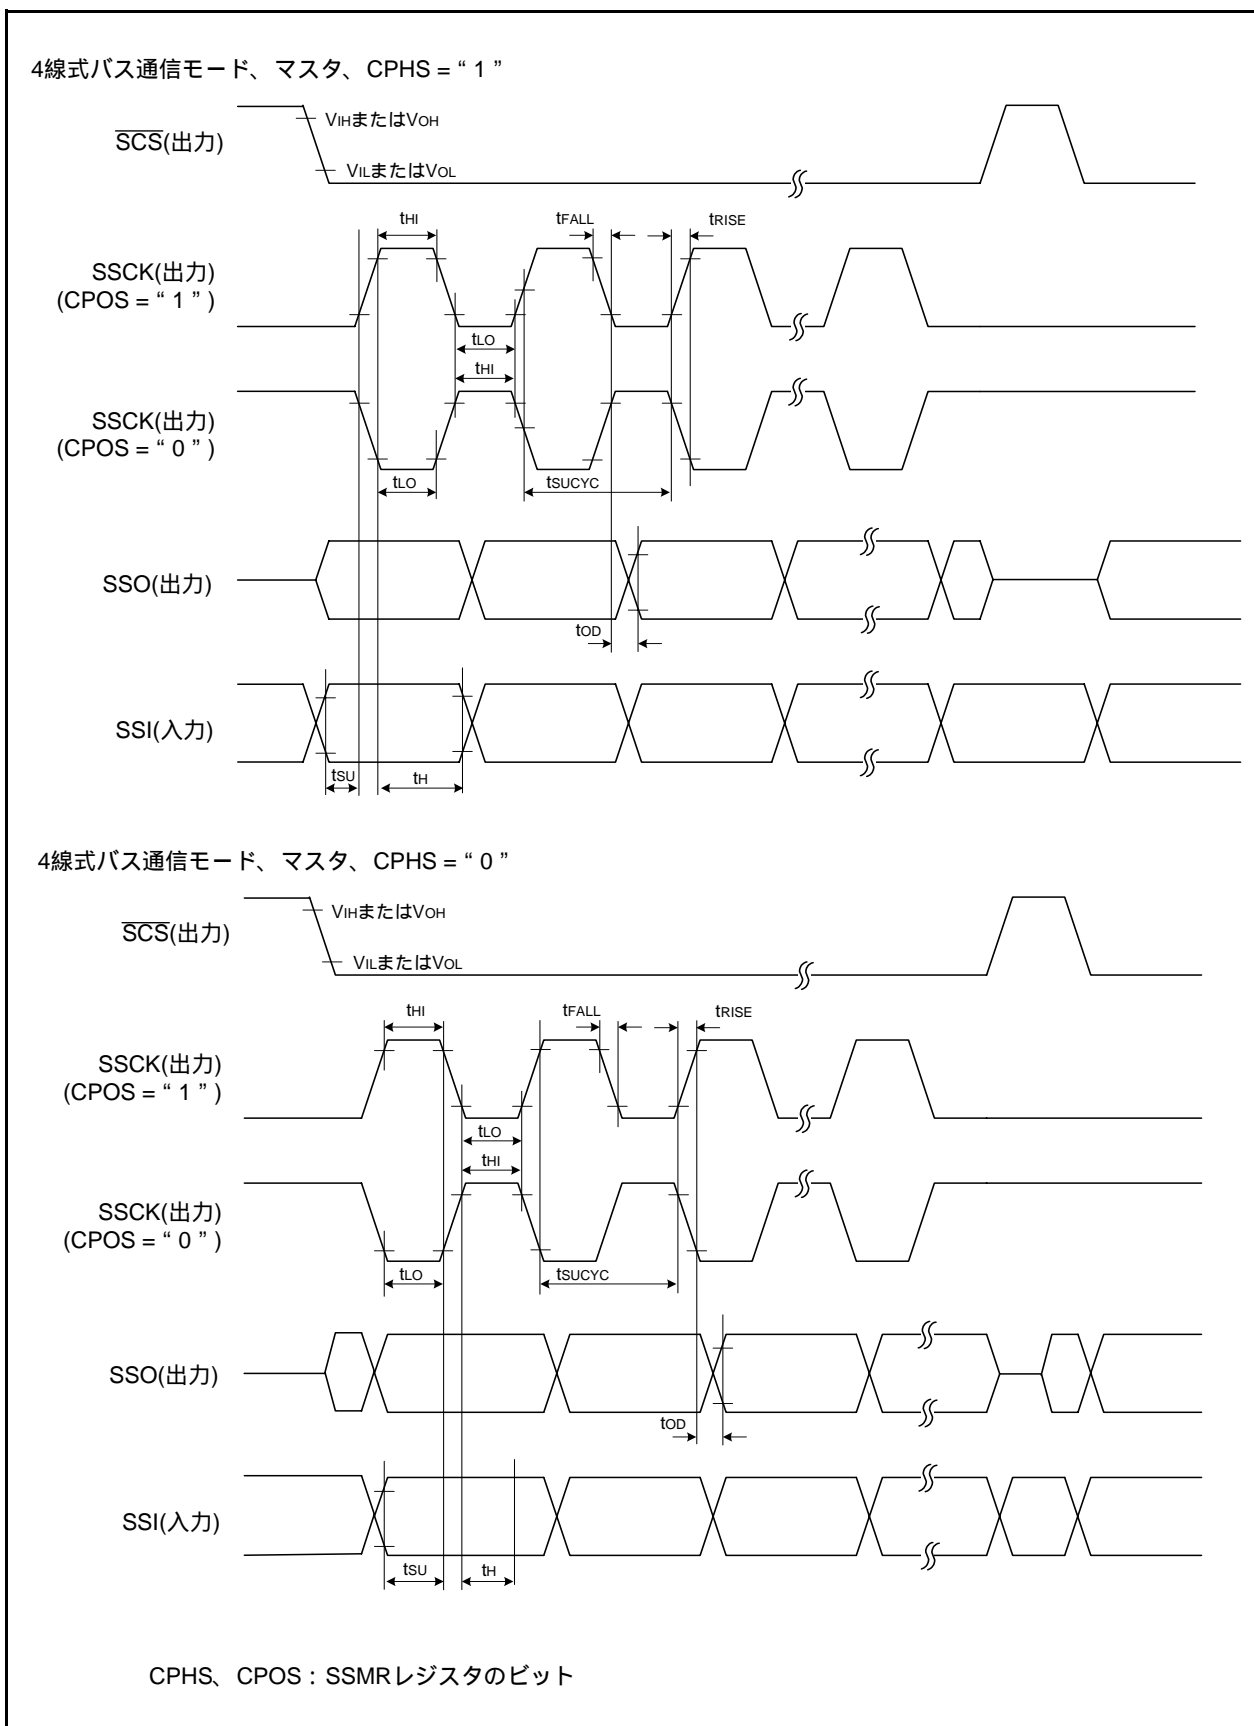 4線式バス通信モード、マスタ、CPHS = “ 1 ”
VIHまたはVOH
SCS(出力)
VILまたはVOL
tHI
tFALL
tRISE
SSCK(出力)
(CPOS = “ 1 ” )
tLO
tHI
SSCK(出力)
(CPOS = “ 0 ” )
tLO
tSUCYC
SSO(出力)
tOD
SSI(入力)
tSU
tH
4線式バス通信モード、マスタ、CPHS = “ 0 ”
VIHまたはVOH
SCS(出力)
VILまたはVOL
tHI
tFALL
tRISE
SSCK(出力)
(CPOS = “ 1 ” )
tLO
tHI
SSCK(出力)
(CPOS = “ 0 ” )
tLO
tSUCYC
SSO(出力)
tOD
SSI(入力)
tSU
tH
CPHS、CPOS : SSMRレジスタのビット